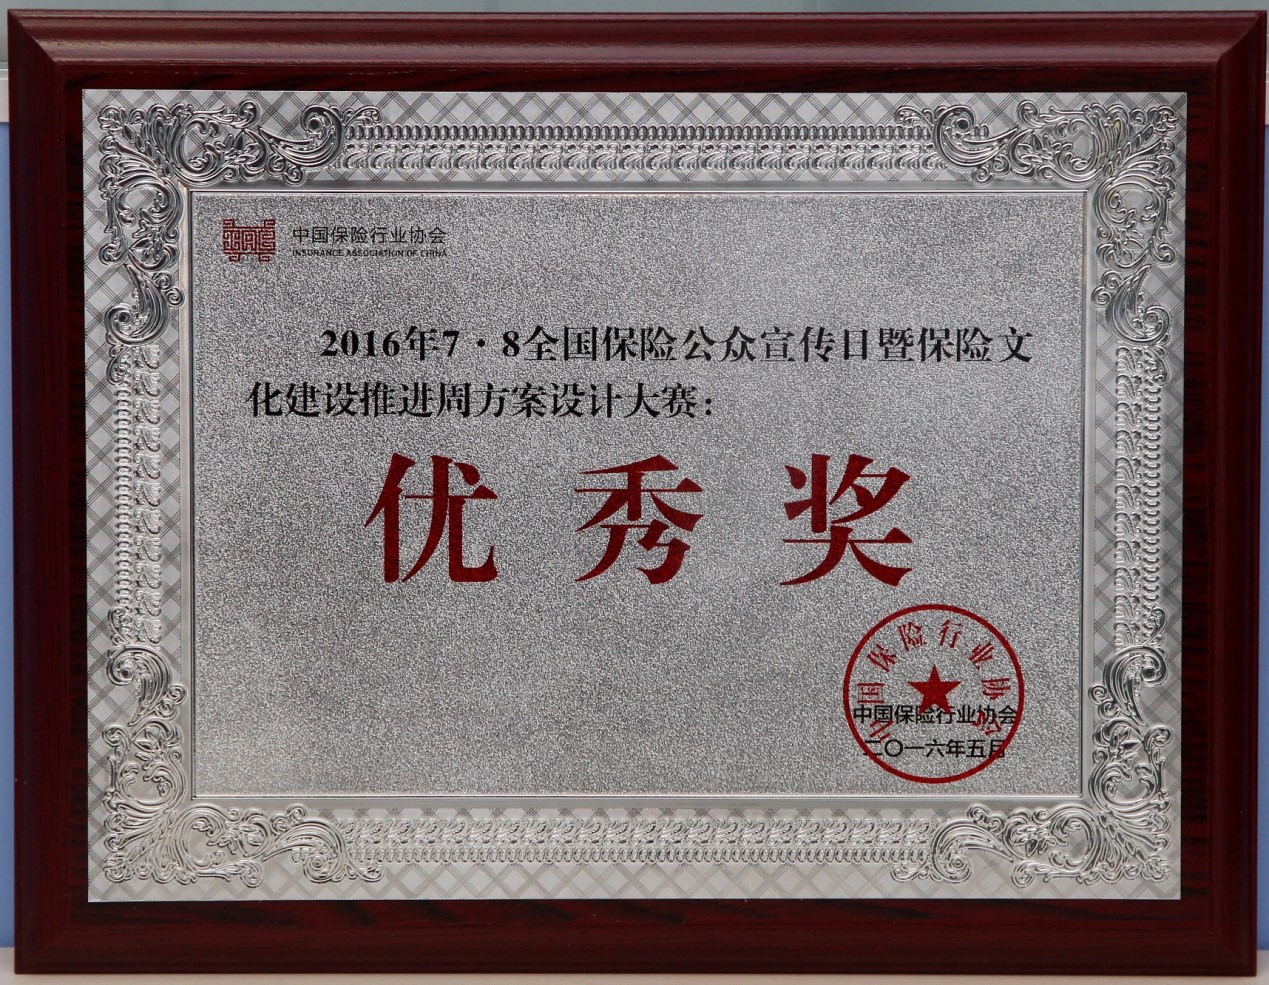 中国保险行业协会
INSURANCE ASSOCIATION OF CHINA
2016年7·8全国保险公众宣传日暨保险文
化建设推进周方案设计大赛：
优秀奖
中国保险行业协会
中国保险行业协会
二〇一六年五月